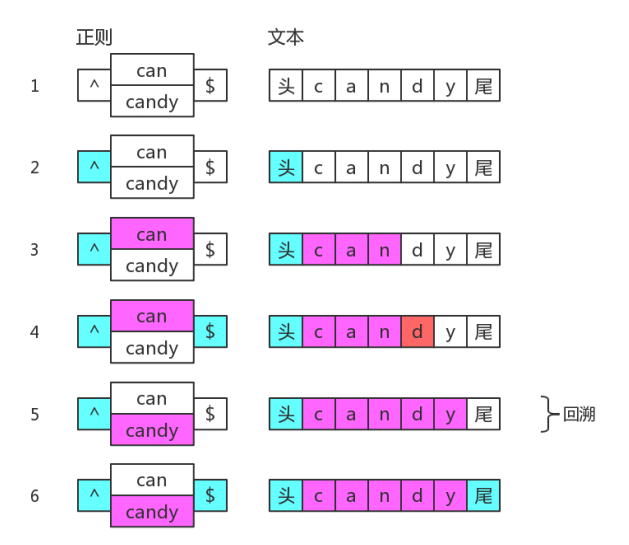 正则 文本
can
1 ^ $ 头 c a n d y 尾
candy
can
2 ^ $ 头 c a n d y 尾
candy
can
3 ^ $ 头 c a n d y 尾
candy
can
4 ^ $ 头 c a n d y 尾
candy
can
5 ^ $ 头 c a n d y 尾 回溯
candy
can
6 ^ $ 头 c a n d y 尾
candy